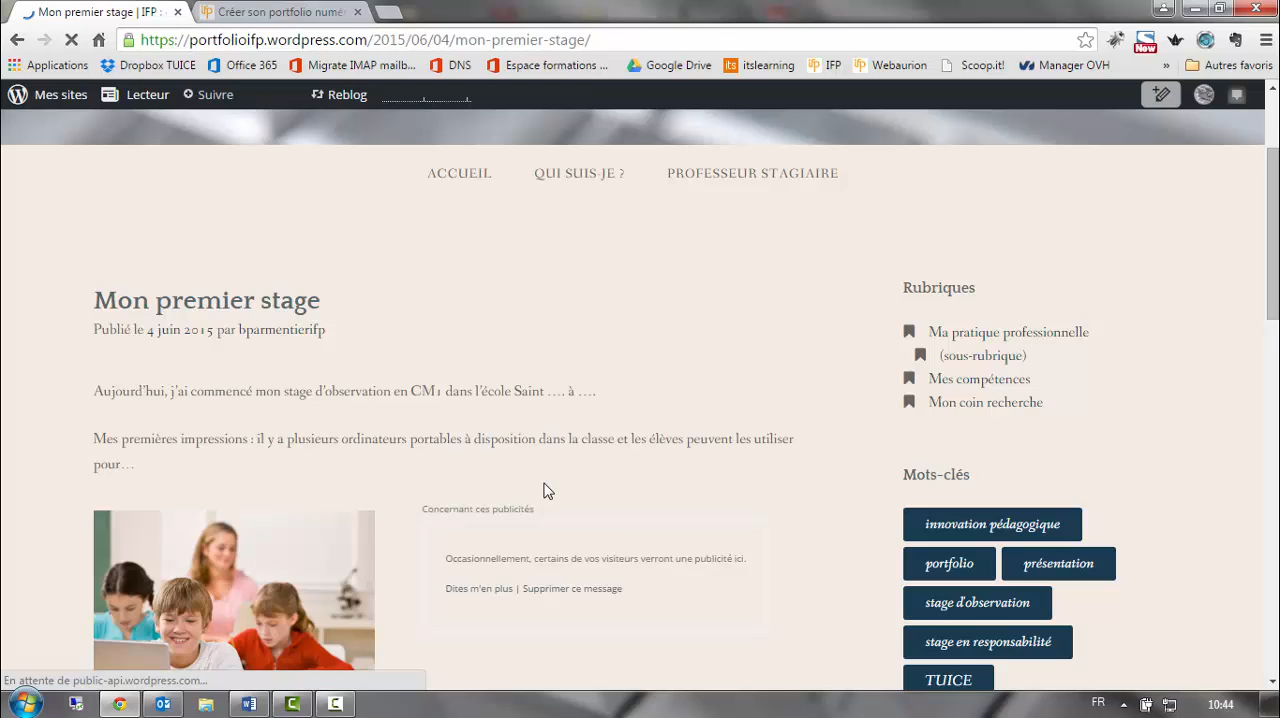 Mon premier stage | IFP :
Créer son portfolio numé
https://portfolioifp.wordpress.com/2015/06/04/mon-premier-stage/
New
Applications
Dropbox TUICE
Office 365
Migrate IMAP mailb...
DNS
Espace formations ...
Google Drive
its itslearning
IFP
Webaurion
Scoop.it!
Manager OVH
»
Autres favoris
Mes sites
Lecteur
Suivre
Reblog
ACCUEIL
QUI SUIS-JE ?
PROFESSEUR STAGIAIRE
Mon premier stage
Publié le 4 juin 2015 par bparmentierifp
Aujourd'hui, j'ai commencé mon stage d'observation en CM1 dans l'école Saint …. à ….
Mes premières impressions : il y a plusieurs ordinateurs portables à disposition dans la classe et les élèves peuvent les utiliser
pour…
Concernant ces publicités
Occasionnellement, certains de vos visiteurs verront une publicité ici.
Dites m'en plus | Supprimer ce message
Rubriques
Ma pratique professionnelle
(sous-rubrique)
Mes compétences
Mon coin recherche
Mots-clés
innovation pédagogique
portfolio
présentation
stage d'observation
stage en responsabilité
TUICE
En attente de public-api.wordpress.com...
FR
10:44